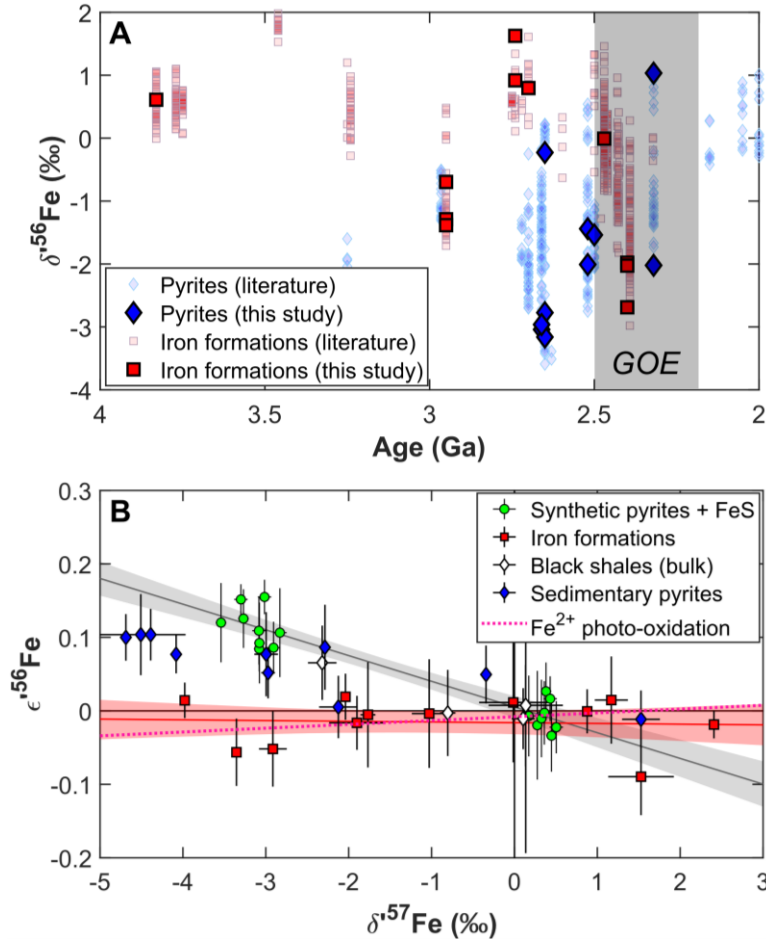 A
δ'⁵⁶Fe (‰)
2
1
0
-1
-2
-3
-4
Pyrites (literature)
Pyrites (this study)
Iron formations (literature)
Iron formations (this study)
GOE
4
3.5
3
2.5
2
Age (Ga)
B
ε'⁵⁶Fe
0.3
0.2
0.1
0
-0.1
-0.2
Synthetic pyrites + FeS
Iron formations
Black shales (bulk)
Sedimentary pyrites
Fe²⁺ photo-oxidation
-5
-4
-3
-2
-1
0
1
2
3
δ'⁵⁷Fe (‰)